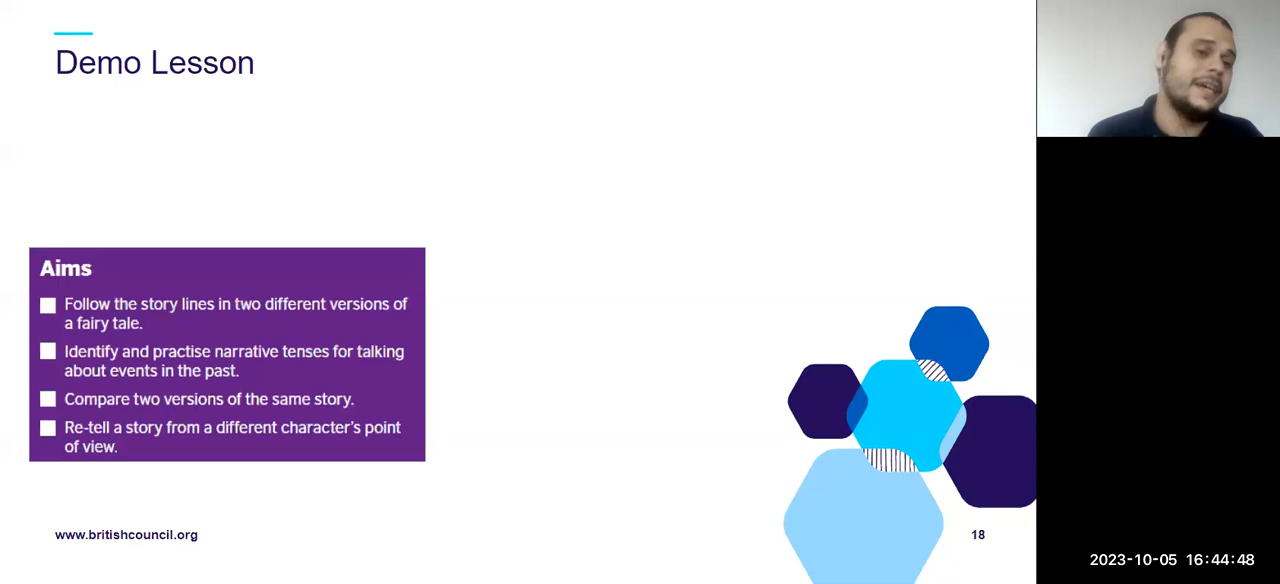 Demo Lesson
Aims
Follow the story lines in two different versions of
a fairy tale.
Identify and practise narrative tenses for talking
about events in the past.
Compare two versions of the same story.
Re-tell a story from a different character's point
of view.
www.britishcouncil.org
18
2023-10-05 16:44:48